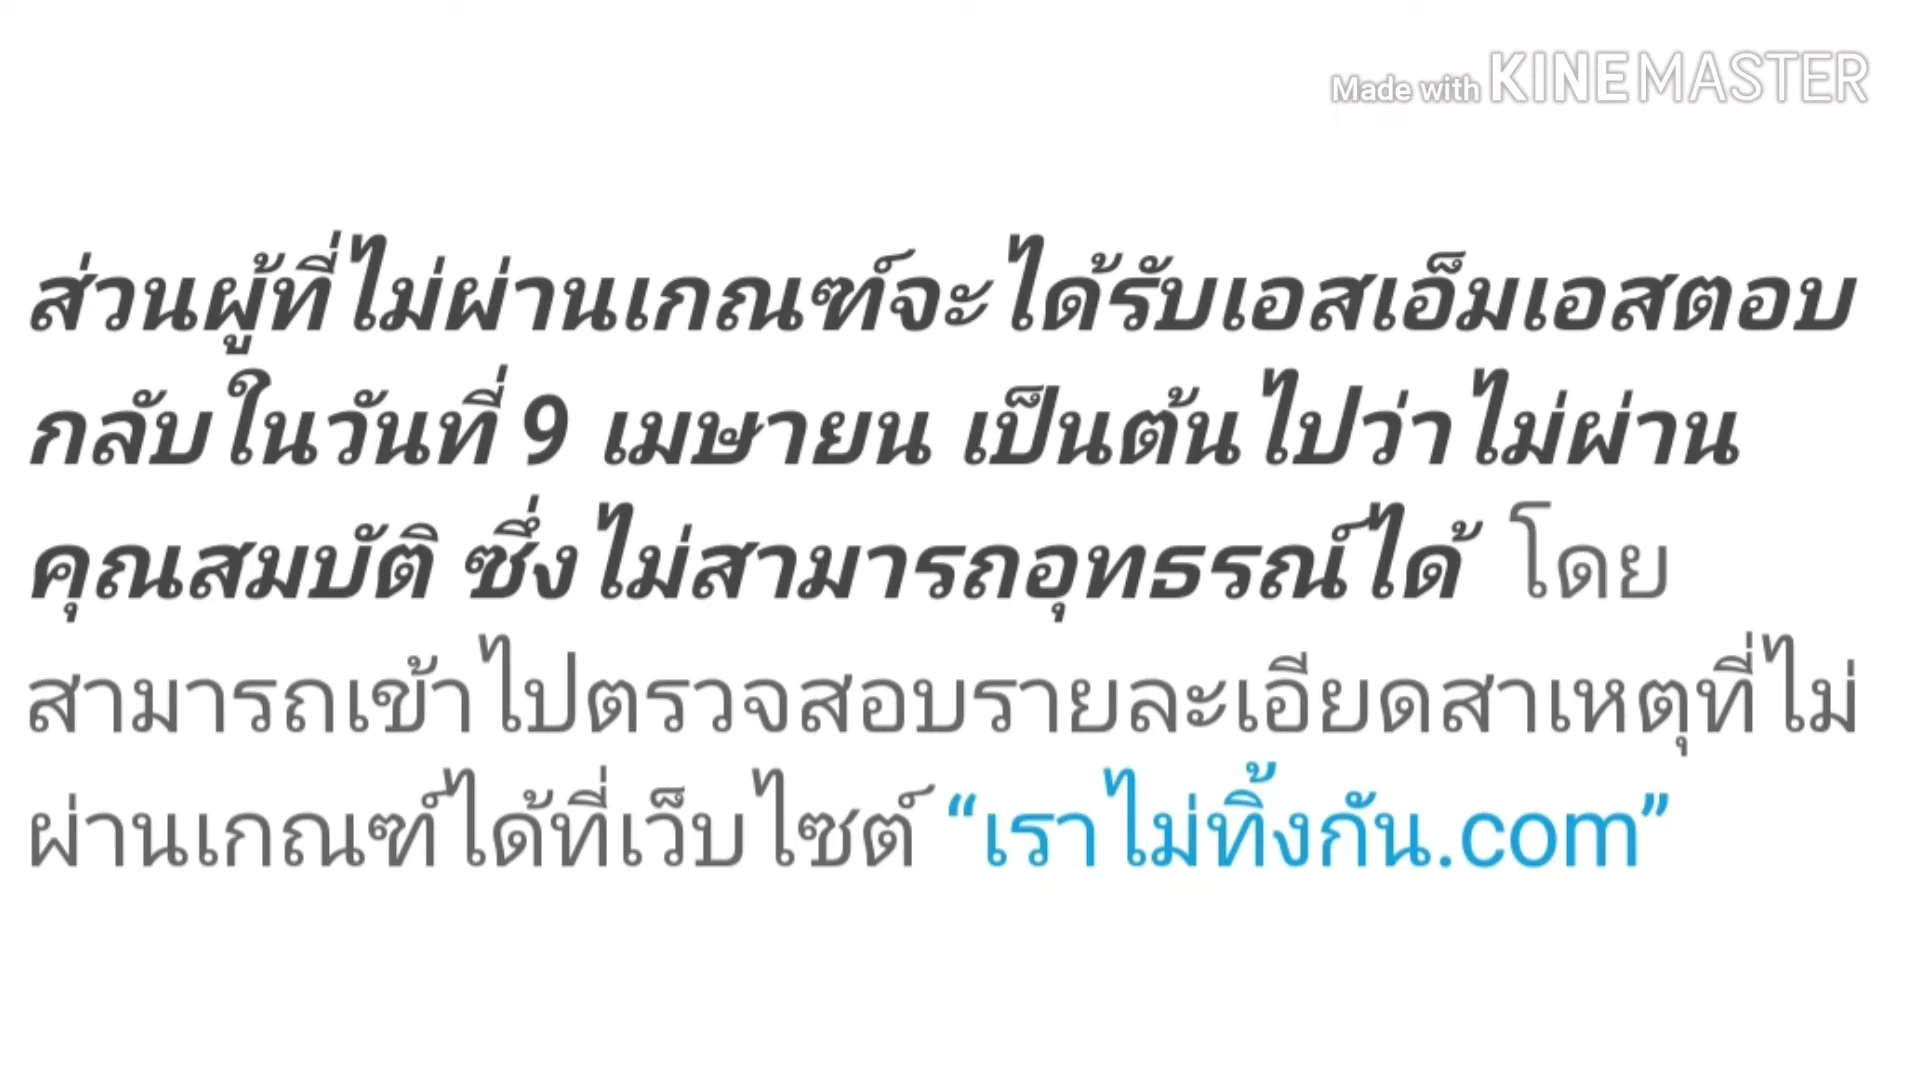 Made with KINEMASTER
ส่วนผู้ที่ไม่ผ่านเกณฑ์จะได้รับเอสเอ็มเอสตอบ
กลับในวันที่ 9 เมษายน เป็นต้นไปว่าไม่ผ่าน
คุณสมบัติ ซึ่งไม่สามารถอุทธรณ์ได้ โดย
สามารถเข้าไปตรวจสอบรายละเอียดสาเหตุที่ไม่
ผ่านเกณฑ์ได้ที่เว็บไซต์ “เราไม่ทิ้งกัน.com”